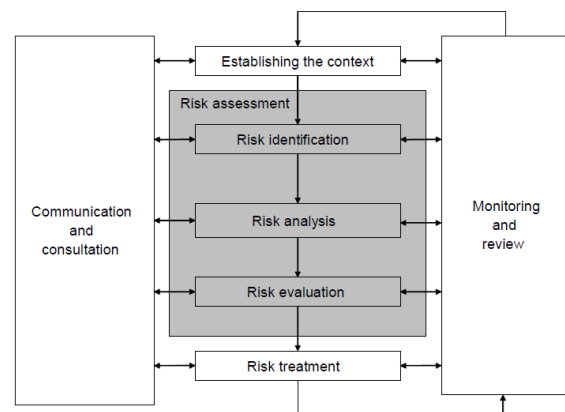 Establishing the context
Risk assessment
Risk identification
Communication
and
consultation
Risk analysis
Monitoring
and
review
Risk evaluation
Risk treatment